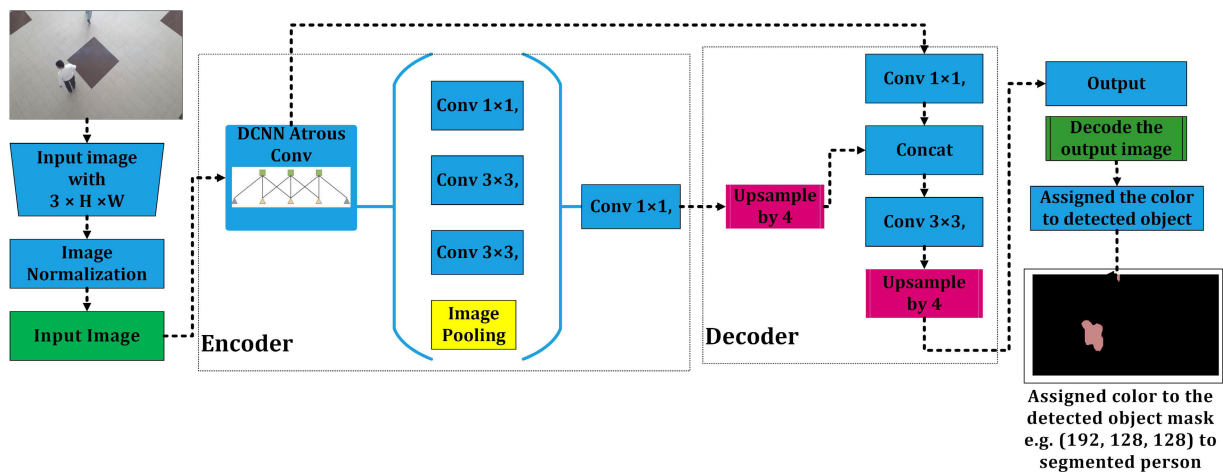 Input image
with
3 × H ×W
Image
Normalization
Input Image
Encoder
DCNN Atrous
Conv
Conv 1×1,
Conv 3×3,
Conv 3×3,
Image
Pooling
Conv 1×1,
Decoder
Upsample
by 4
Conv 1×1,
Concat
Conv 3×3,
Upsample
by 4
Output
Decode the
output image
Assigned the color
to detected object
Assigned color to the
detected object mask
e.g. (192, 128, 128) to
segmented person